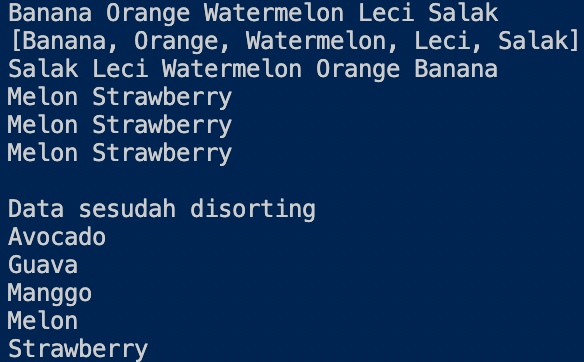 Banana Orange Watermelon Leci Salak
[Banana, Orange, Watermelon, Leci, Salak]
Salak Leci Watermelon Orange Banana
Melon Strawberry
Melon Strawberry
Melon Strawberry
Data sesudah disorting
Avocado
Guava
Manggo
Melon
Strawberry